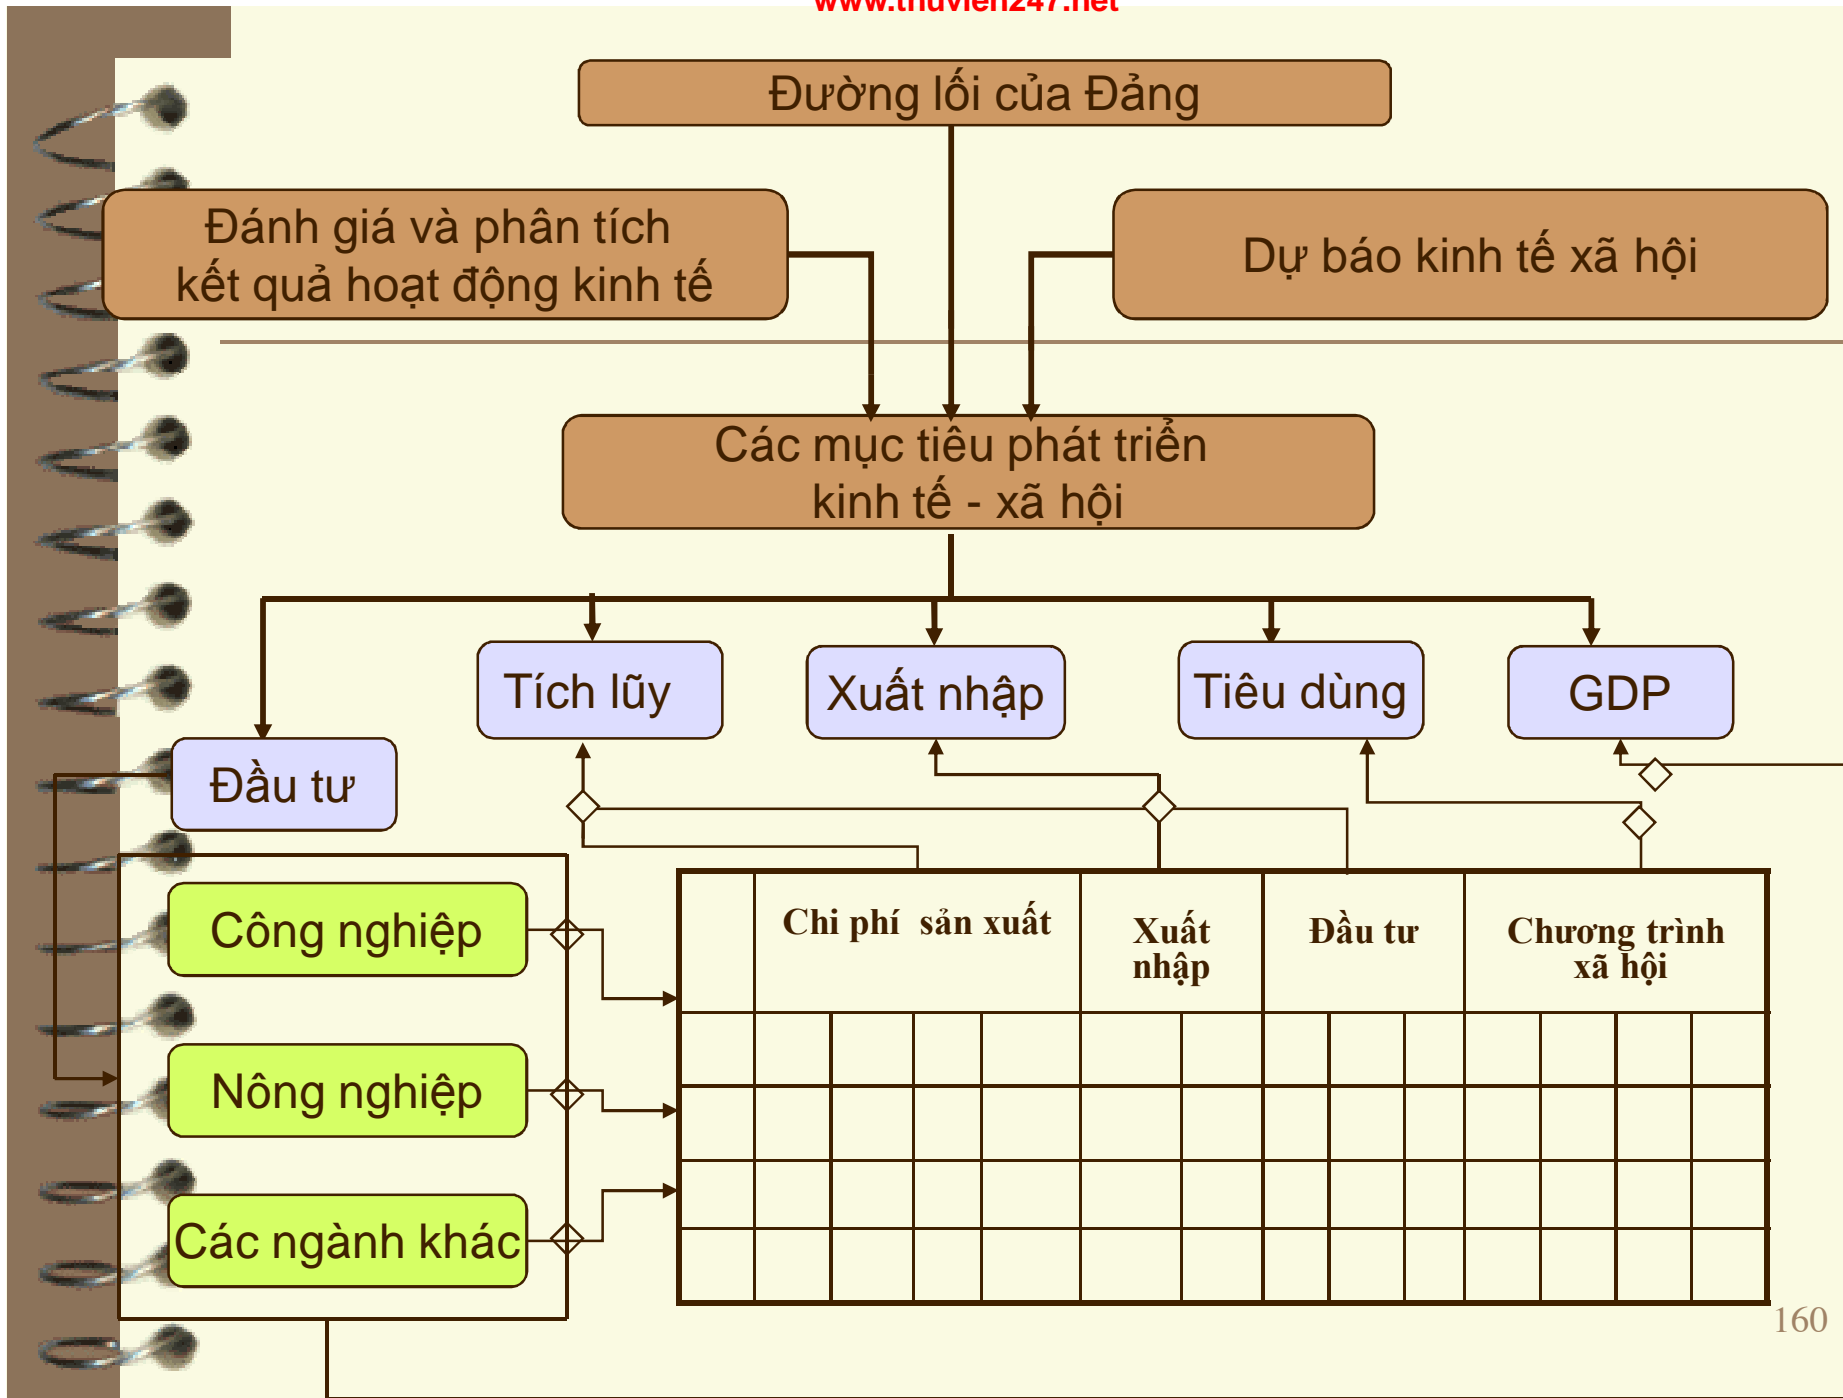 www.thuvien247.net
Đường lối của Đảng
Đánh giá và phân tích
kết quả hoạt động kinh tế
Dự báo kinh tế xã hội
Các mục tiêu phát triển
kinh tế - xã hội
Tích lũy
Xuất nhập
Tiêu dùng
GDP
Đầu tư
Công nghiệp
Nông nghiệp
Các ngành khác
Chi phí sản xuất
Xuất
nhập
Đầu tư
Chương trình
xã hội
160